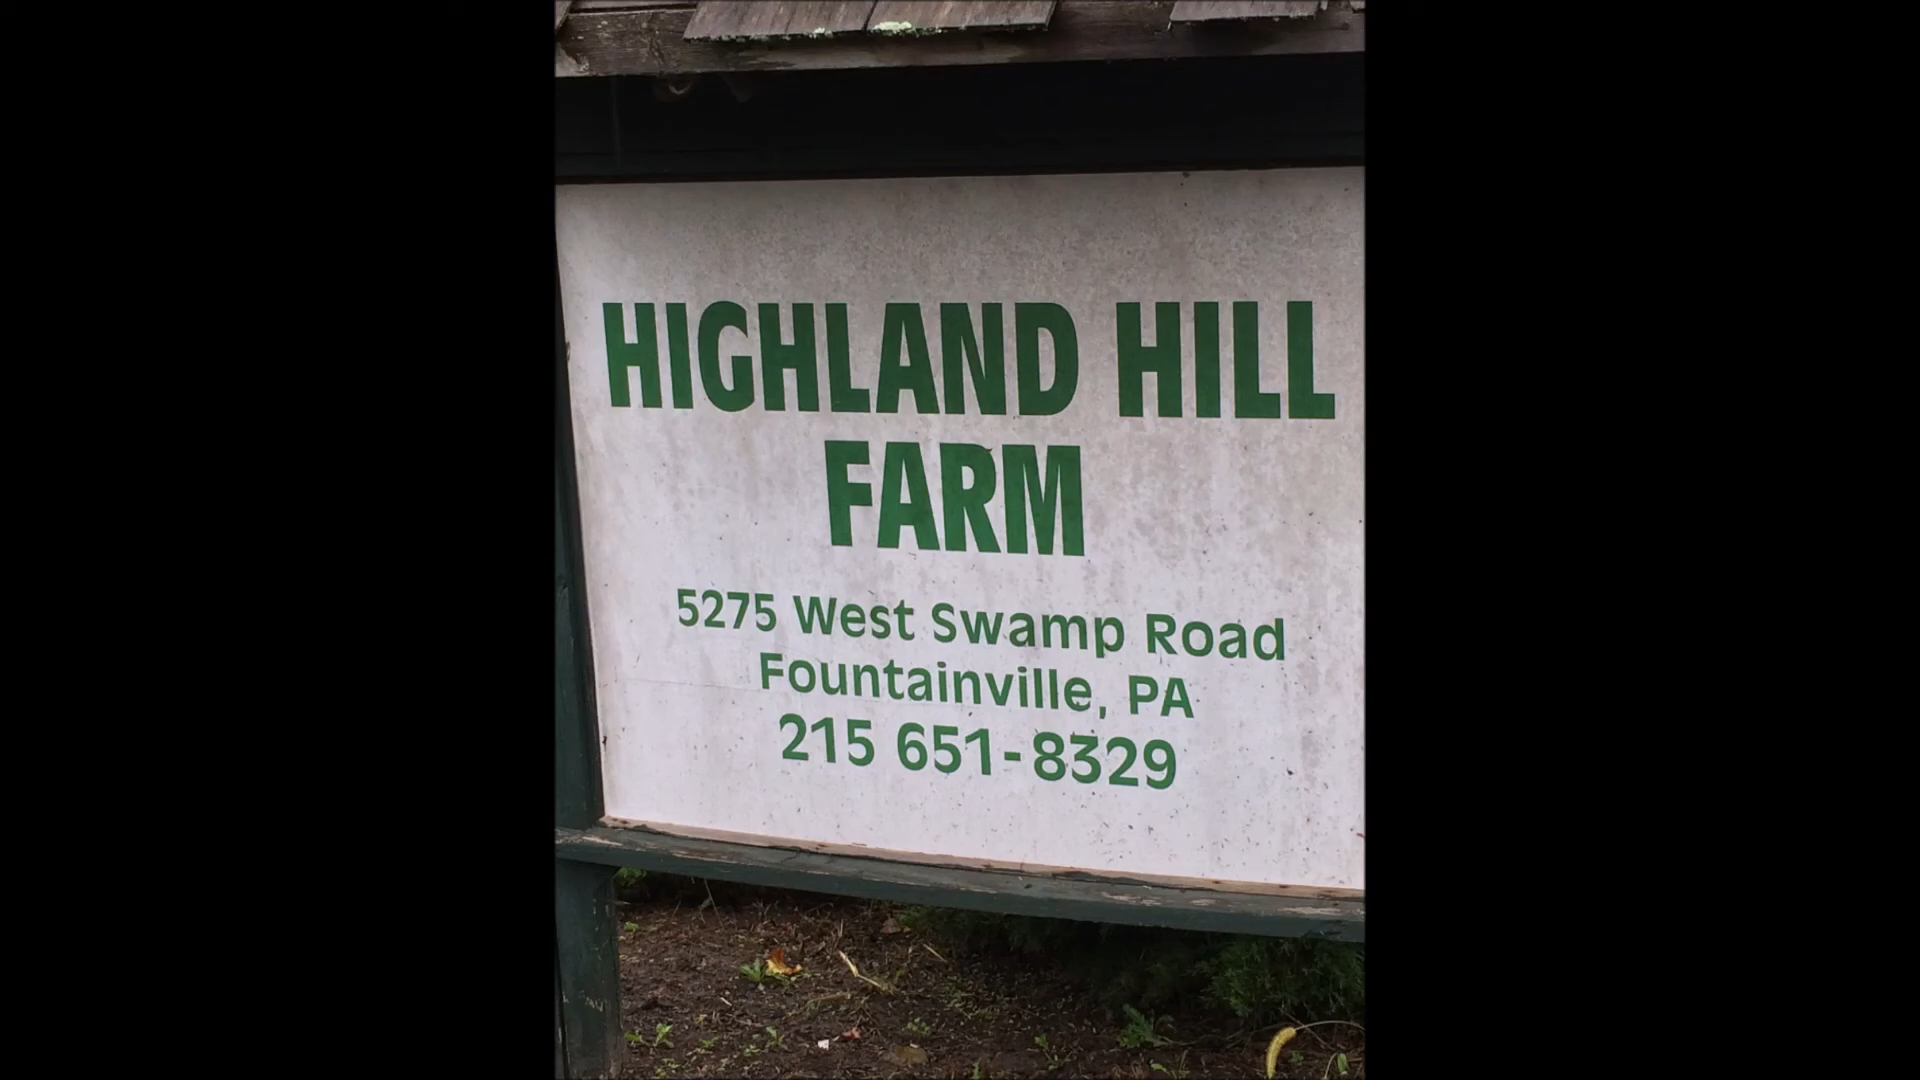 HIGHLAND HILL
FARM
5275 West Swamp Road
Fountainville, PA
215 651-8329